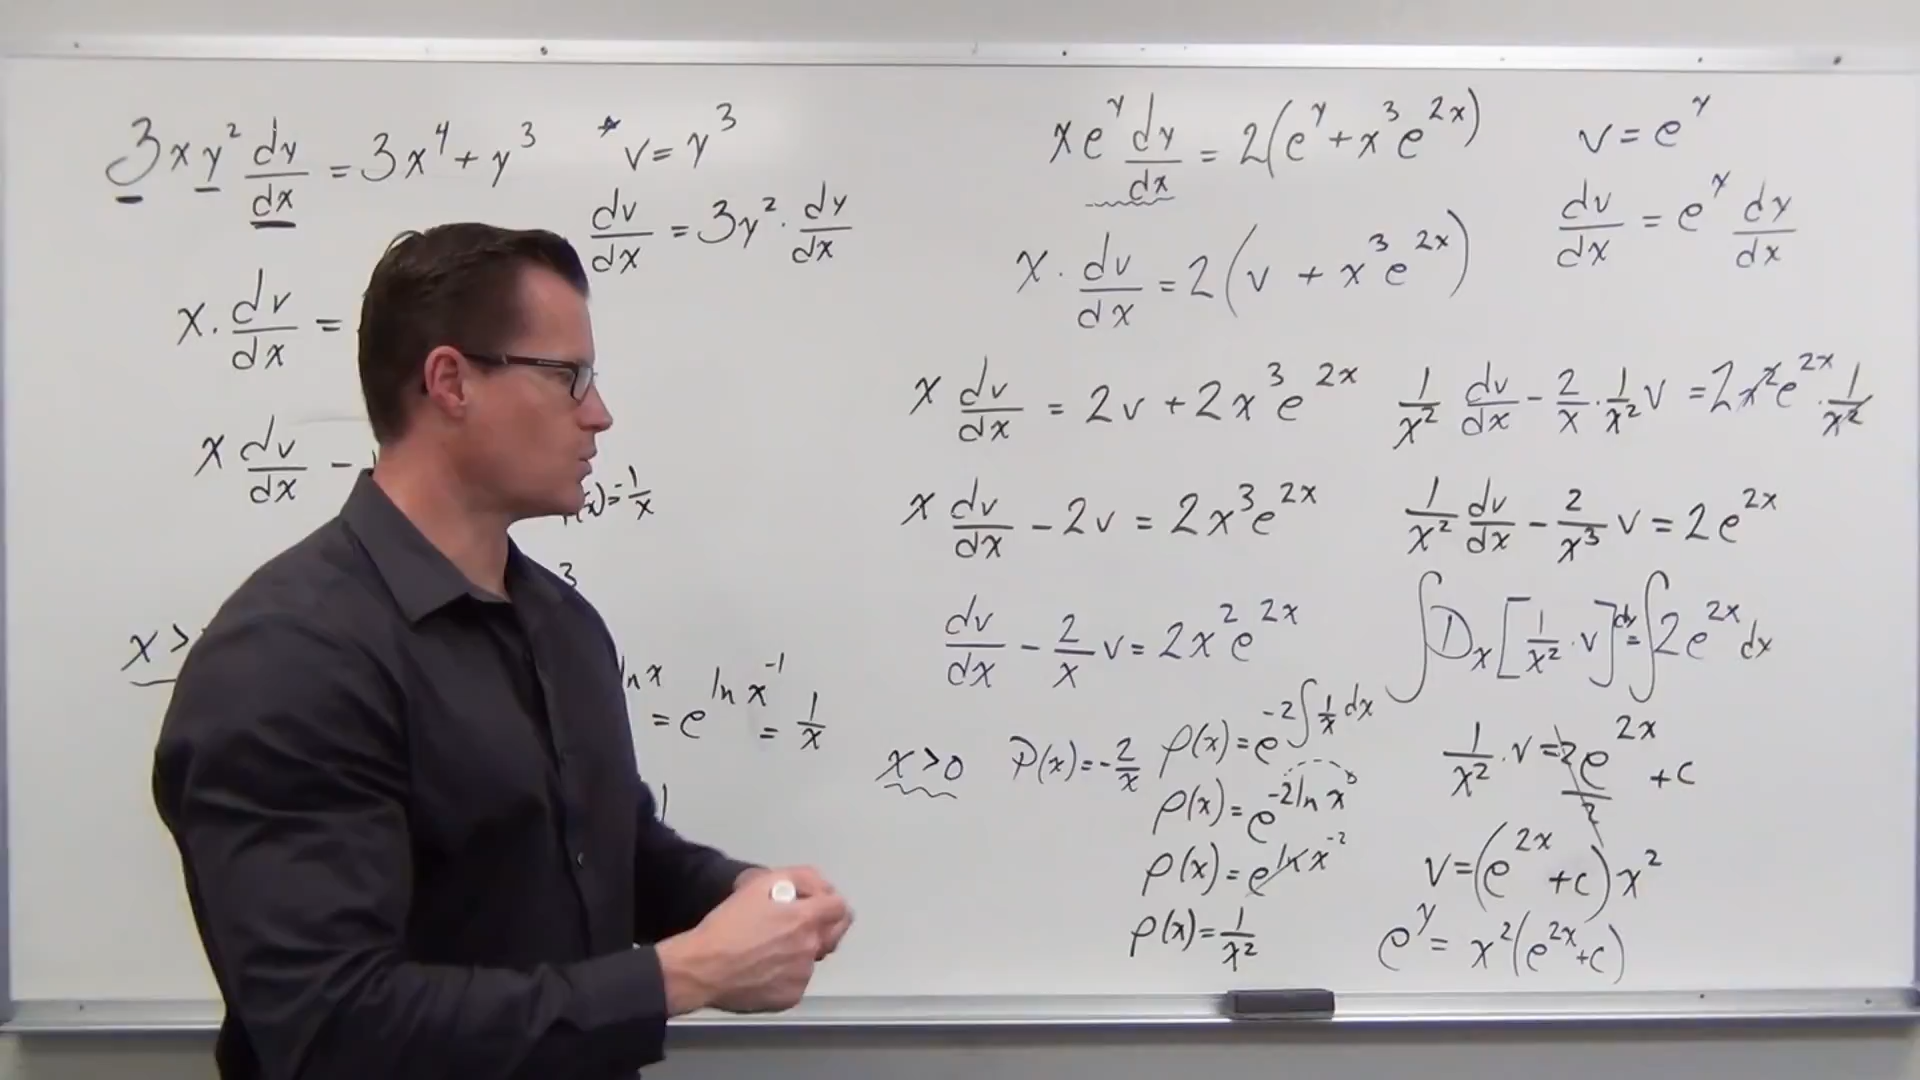 3xy² dy/dx = 3x⁴ + y³
* v = y³
dv/dx = 3y² · dy/dx
x · dv/dx =
x dv/dx −
(x) = -1/x
3
x >
ln x = e^(ln x⁻¹) = 1/x
xe^y dy/dx = 2(e^y + x³e^(2x))
v = e^y
dv/dx = e^y dy/dx
x · dv/dx = 2(v + x³e^(2x))
x dv/dx = 2v + 2x³e^(2x)
x dv/dx − 2v = 2x³e^(2x)
dv/dx − 2/x v = 2x²e^(2x)
x > 0
P(x) = -2/x
ρ(x) = e^(-2∫1/x dx)
ρ(x) = e^(-2 ln x)
ρ(x) = e^(ln x⁻²)
ρ(x) = 1/x²
1/x² dv/dx − 2/x · 1/x² v = 2x²e^(2x) · 1/x²
1/x² dv/dx − 2/x³ v = 2e^(2x)
∫ Dx [1/x² · v] dx = ∫ 2e^(2x) dx
1/x² · v = 2e^(2x)/2 + c
v = (e^(2x) + c) x²
e^y = x²(e^(2x) + c)